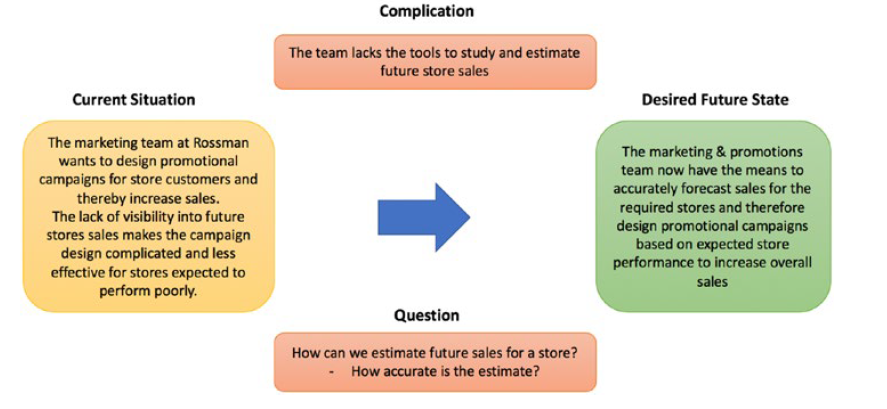 Complication
The team lacks the tools to study and estimate
future store sales
Current Situation
The marketing team at Rossman
wants to design promotional
campaigns for store customers and
thereby increase sales.
The lack of visibility into future
stores sales makes the campaign
design complicated and less
effective for stores expected to
perform poorly.
Desired Future State
The marketing & promotions
team now have the means to
accurately forecast sales for the
required stores and therefore
design promotional campaigns
based on expected store
performance to increase overall
sales
Question
How can we estimate future sales for a store?
- How accurate is the estimate?